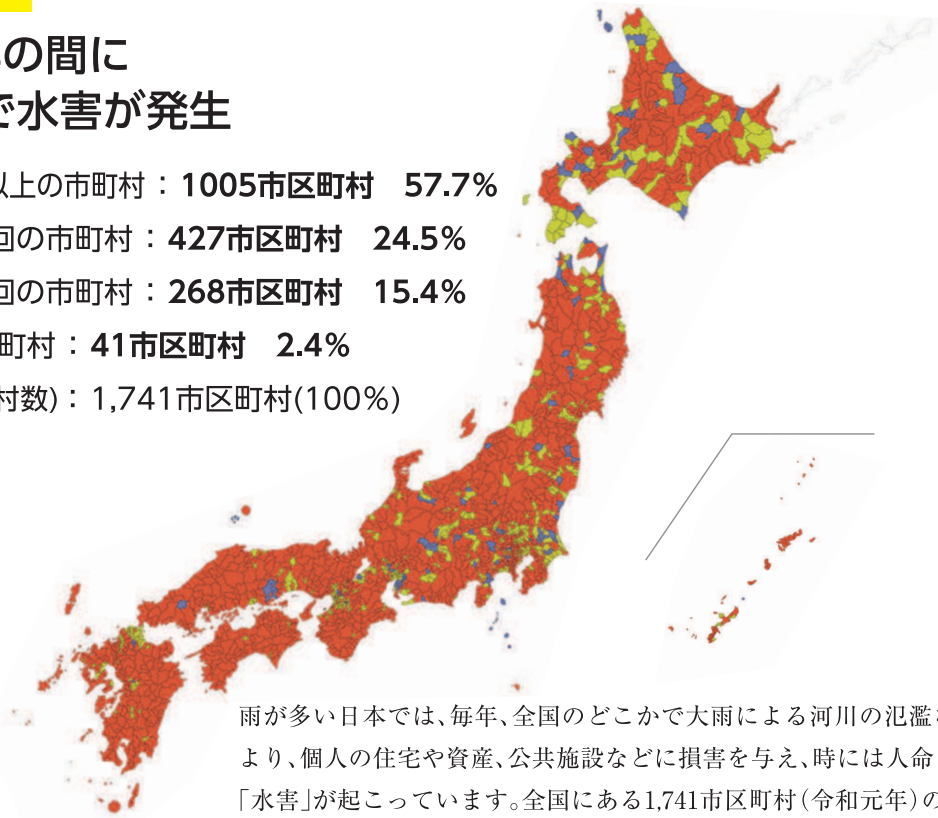 の間に
で水害が発生
以上の市町村：1005市区町村　57.7%
回の市町村：427市区町村　24.5%
回の市町村：268市区町村　15.4%
町村：41市区町村　2.4%
村数)：1,741市区町村(100%)
雨が多い日本では、毎年、全国のどこかで大雨による河川の氾濫
より、個人の住宅や資産、公共施設などに損害を与え、時には人命
「水害」が起こっています。全国にある1,741市区町村（令和元年）の